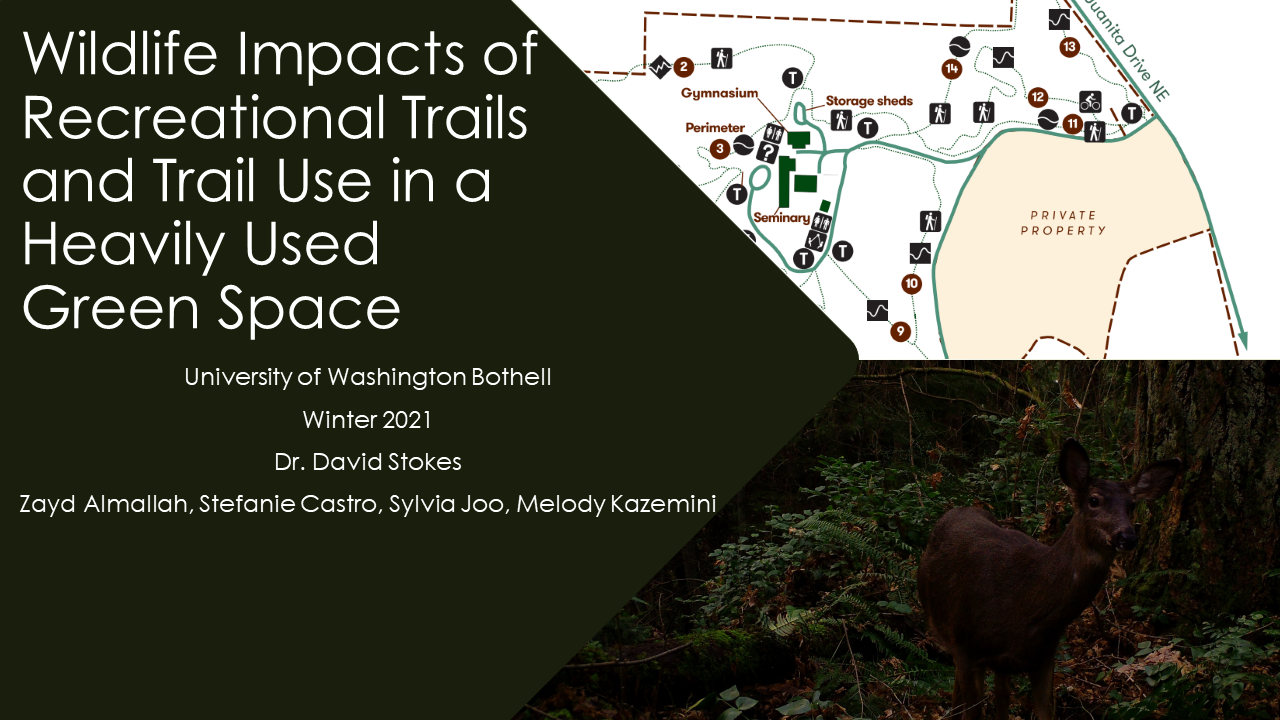 Wildlife Impacts of
Recreational Trails
and Trail Use in a
Heavily Used
Green Space
University of Washington Bothell
Winter 2021
Dr. David Stokes
Zayd Almallah, Stefanie Castro, Sylvia Joo, Melody Kazemini
Juanita Drive NE
13
2
14
T
Gymnasium
Storage sheds
12
T
11
T
Perimeter
3
?
T
Seminary
PRIVATE
PROPERTY
T
T
10
9